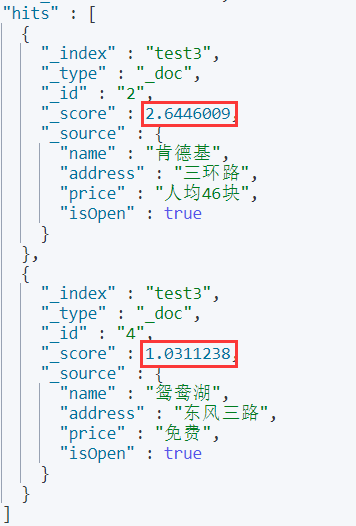 "hits" : [
{
"_index" : "test3",
"_type" : "_doc",
"_id" : "2",
"_score" : 2.6446009,
"_source" : {
"name" : "肯德基",
"address" : "三环路",
"price" : "人均46块",
"isOpen" : true
}
},
{
"_index" : "test3",
"_type" : "_doc",
"_id" : "4",
"_score" : 1.0311238,
"_source" : {
"name" : "鸳鸯湖",
"address" : "东风三路",
"price" : "免费",
"isOpen" : true
}
}
]